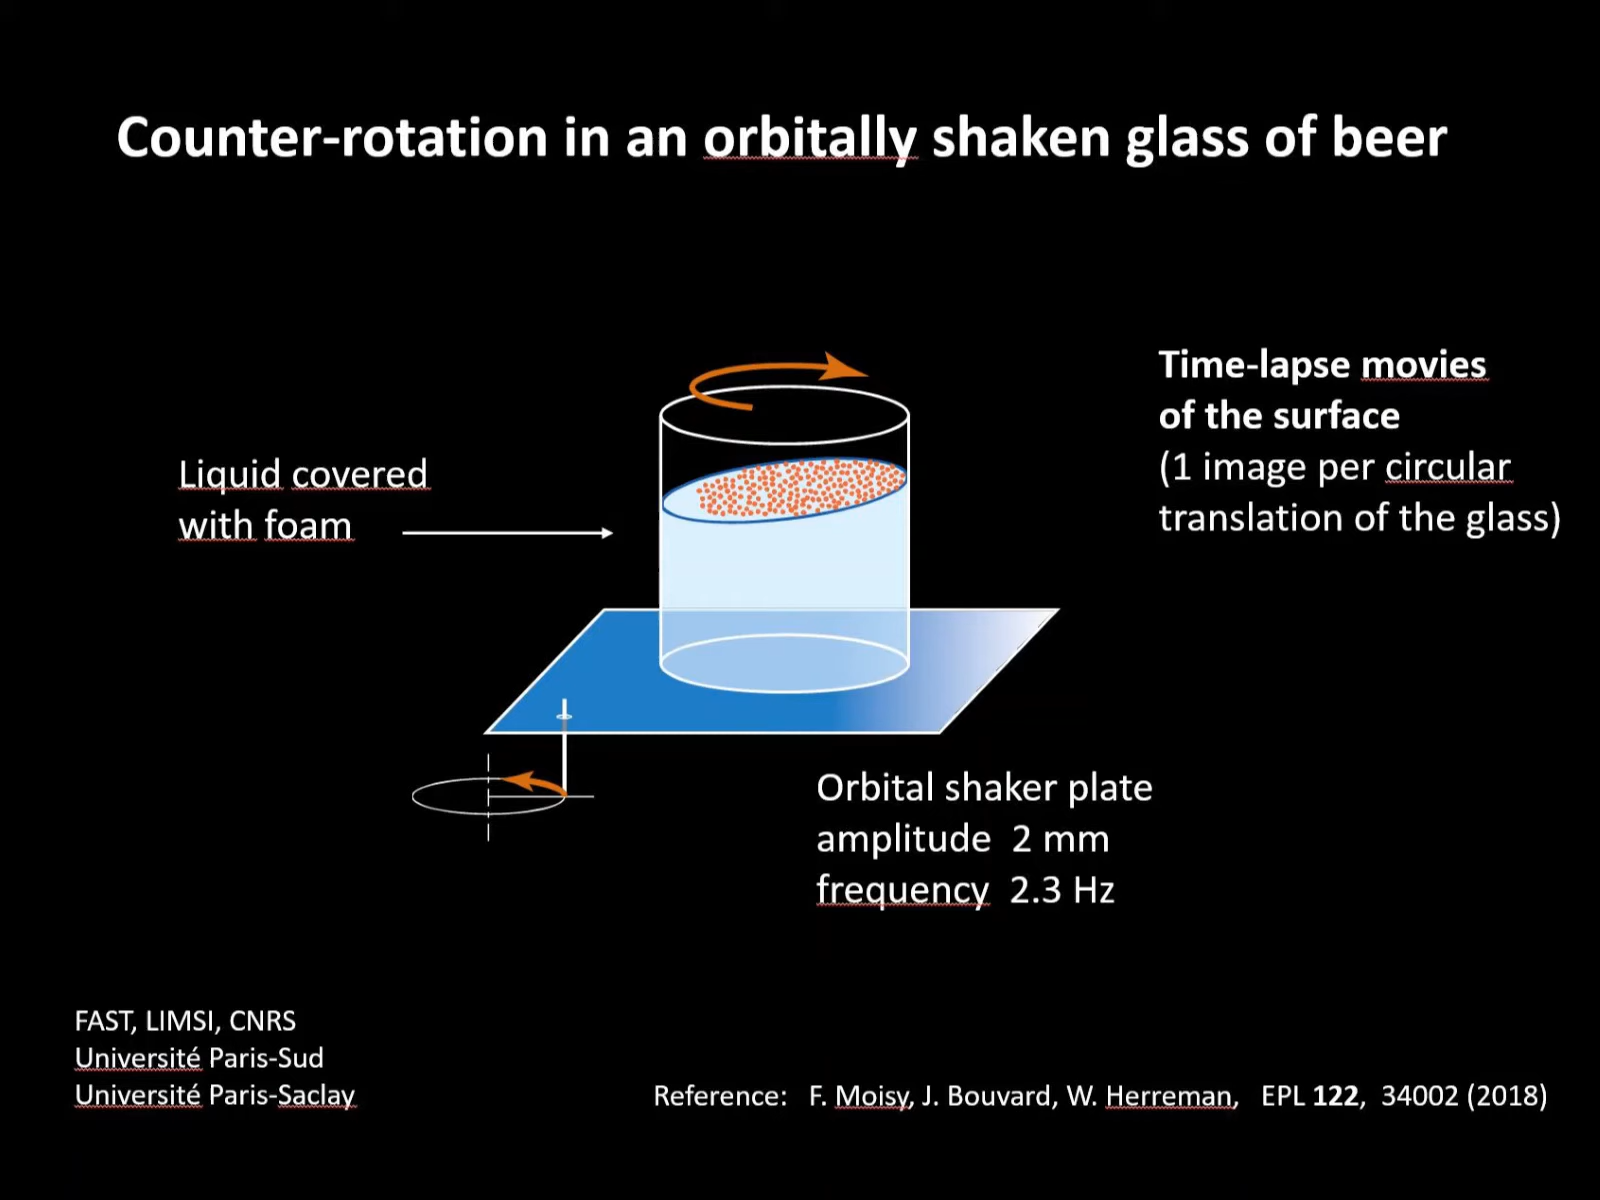 Counter-rotation in an orbitally shaken glass of beer
Time-lapse movies
of the surface
(1 image per circular
translation of the glass)
Liquid covered
with foam
Orbital shaker plate
amplitude 2 mm
frequency 2.3 Hz
FAST, LIMSI, CNRS
Université Paris-Sud
Université Paris-Saclay
Reference: F. Moisy, J. Bouvard, W. Herreman, EPL 122, 34002 (2018)